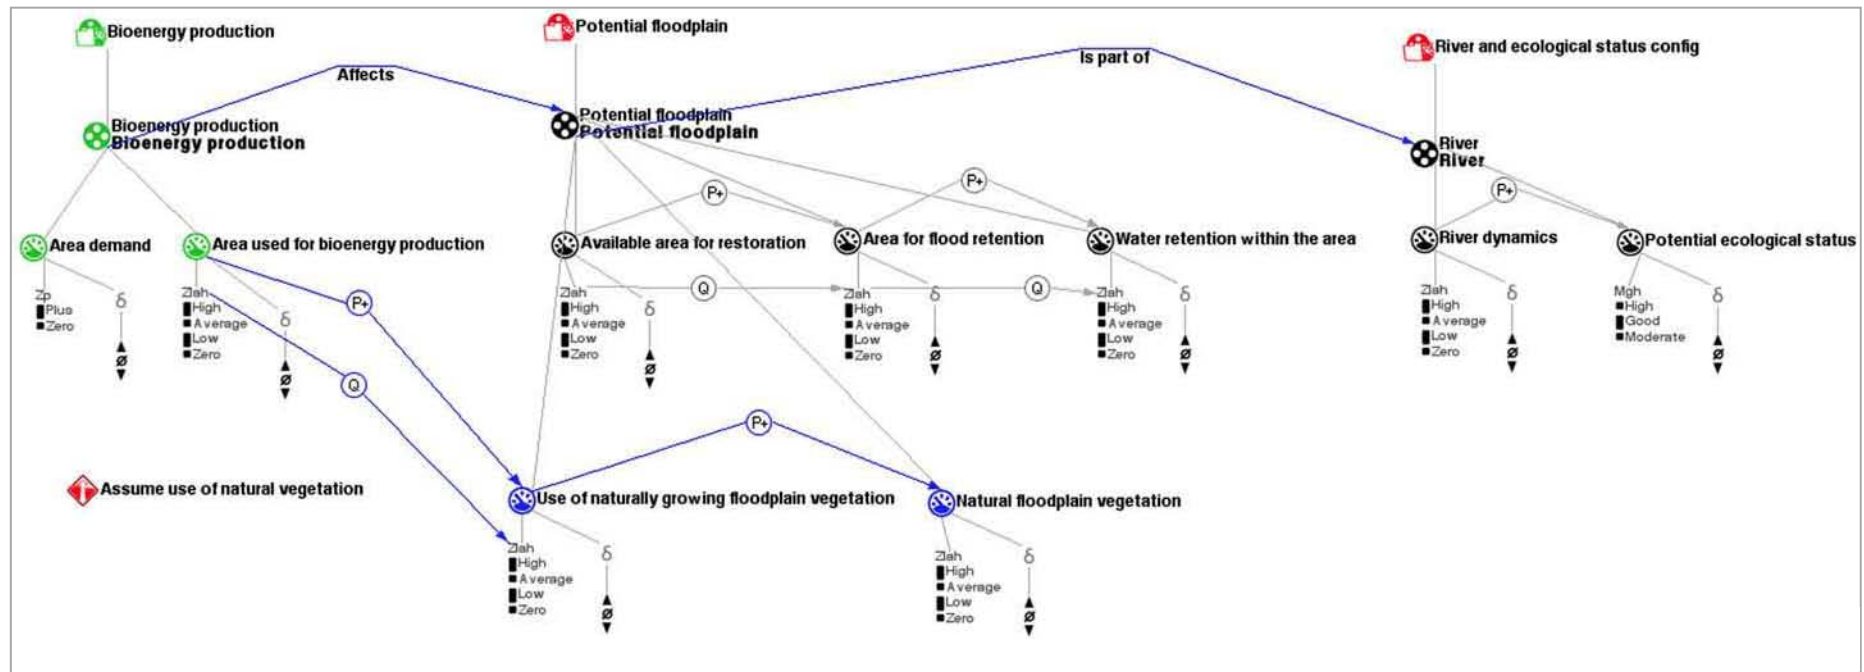 Bioenergy production
Potential floodplain
River and ecological status config
Affects
Is part of
Bioenergy production
Bioenergy production
Potential floodplain
Potential floodplain
River
River
P+
P+
P+
Area demand
Area used for bioenergy production
Available area for restoration
Area for flood retention
Water retention within the area
River dynamics
Potential ecological status
Zp
Plus
Zero
δ
Ø
Zlah
High
Average
Low
Zero
δ
Ø
P+
Q
Zlah
High
Average
Low
Zero
δ
Ø
Q
Zlah
High
Average
Low
Zero
δ
Ø
Q
Zlah
High
Average
Low
Zero
δ
Ø
Zlah
High
Average
Low
Zero
δ
Ø
Mgh
High
Good
Moderate
δ
Ø
P+
Assume use of natural vegetation
Use of naturally growing floodplain vegetation
Natural floodplain vegetation
Zlah
High
Average
Low
Zero
δ
Ø
Zlah
High
Average
Low
Zero
δ
Ø